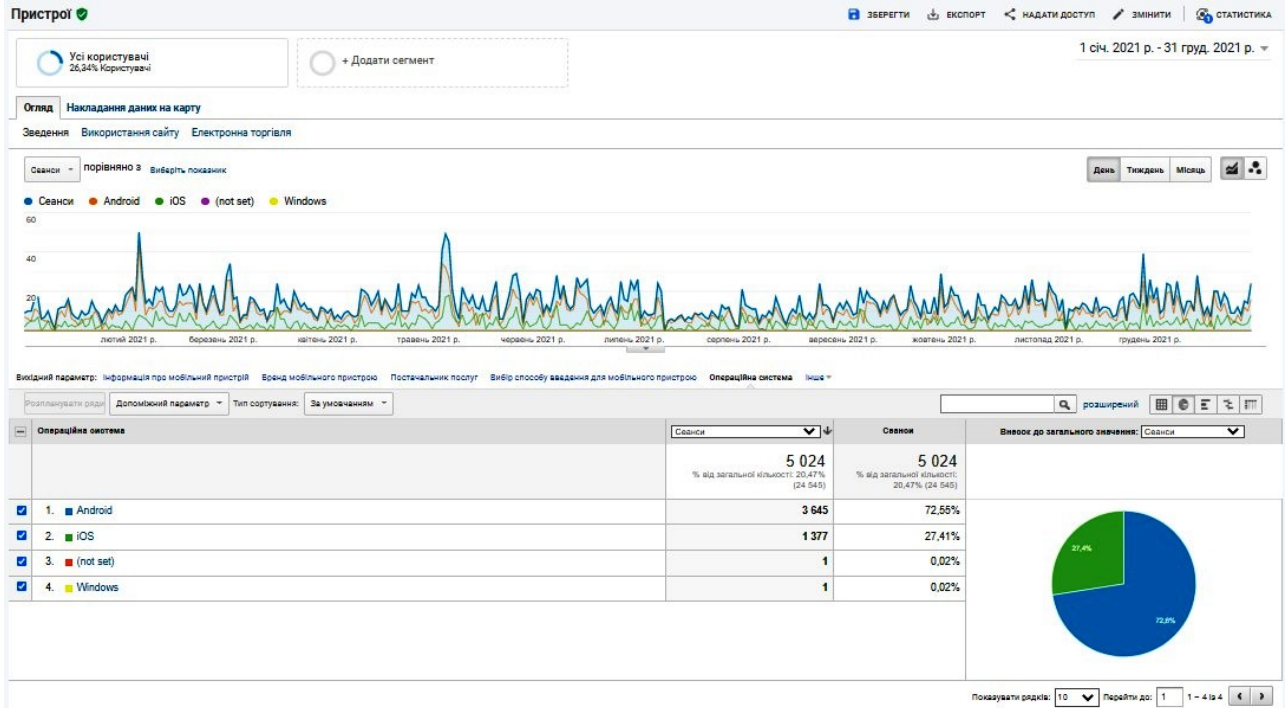 Пристрої
ЗБЕРЕГТИ ЕКСПОРТ НАДАТИ ДОСТУП ЗМІНИТИ СТАТИСТИКА
Усі користувачі
26,34% Користувачі
+ Додати сегмент
1 січ. 2021 р. - 31 груд. 2021 р.
Огляд Накладання даних на карту
Зведення Використання сайту Електронна торгівля
Сеанси порівняно з Виберіть показник
День Тиждень Місяць
Сеанси Android iOS (not set) Windows
60
40
20
лютий 2021 р. березень 2021 р. квітень 2021 р. травень 2021 р. червень 2021 р. липень 2021 р. серпень 2021 р. вересень 2021 р. жовтень 2021 р. листопад 2021 р. грудень 2021 р.
Вихідний параметр: Інформація про мобільний пристрій Бренд мобільного пристрою Постачальник послуг Вибір способу введення для мобільного пристрою Операційна система Інше
Розпланувати ряди Допоміжний параметр Тип сортування: За умовчанням розширений
Операційна система Сеанси Сеанси Внесок до загального значення: Сеанси
5 024 5 024
% від загальної кількості: 20,47% % від загальної кількості:
(24 545) 20,47% (24 545)
1. Android 3 645 72,55%
2. iOS 1 377 27,41%
3. (not set) 1 0,02%
4. Windows 1 0,02%
27,4%
72,6%
Показувати рядків: 10 Перейти до: 1 1 – 4 із 4